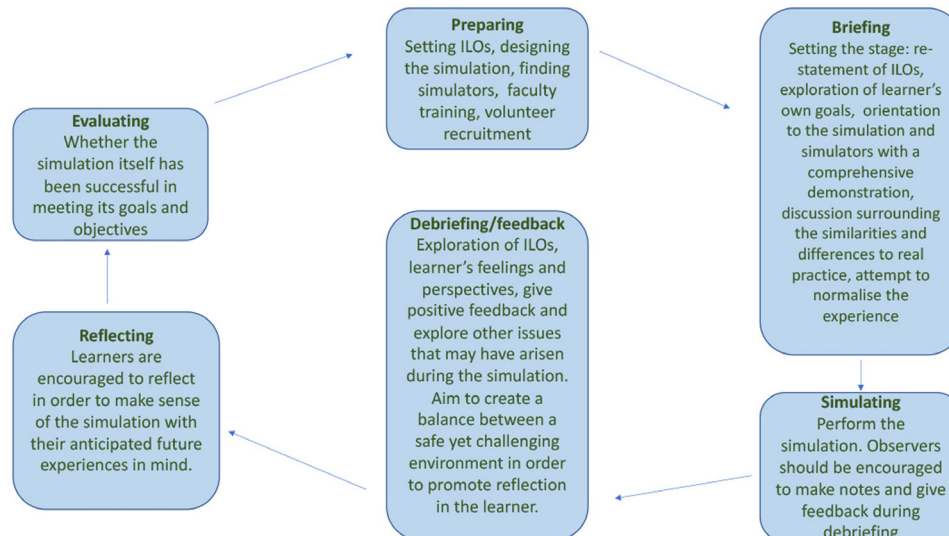 Preparing
Setting ILOs, designing
the simulation, finding
simulators, faculty
training, volunteer
recruitment
Briefing
Setting the stage: re-
statement of ILOs,
exploration of learner's
own goals, orientation
to the simulation and
simulators with a
comprehensive
demonstration,
discussion surrounding
the similarities and
differences to real
practice, attempt to
normalise the
experience
Simulating
Perform the
simulation. Observers
should be encouraged
to make notes and give
feedback during
debriefing
Debriefing/feedback
Exploration of ILOs,
learner's feelings and
perspectives, give
positive feedback and
explore other issues
that may have arisen
during the simulation.
Aim to create a
balance between a
safe yet challenging
environment in order
to promote reflection
in the learner.
Reflecting
Learners are
encouraged to reflect
in order to make sense
of the simulation with
their anticipated future
experiences in mind.
Evaluating
Whether the
simulation itself has
been successful in
meeting its goals and
objectives